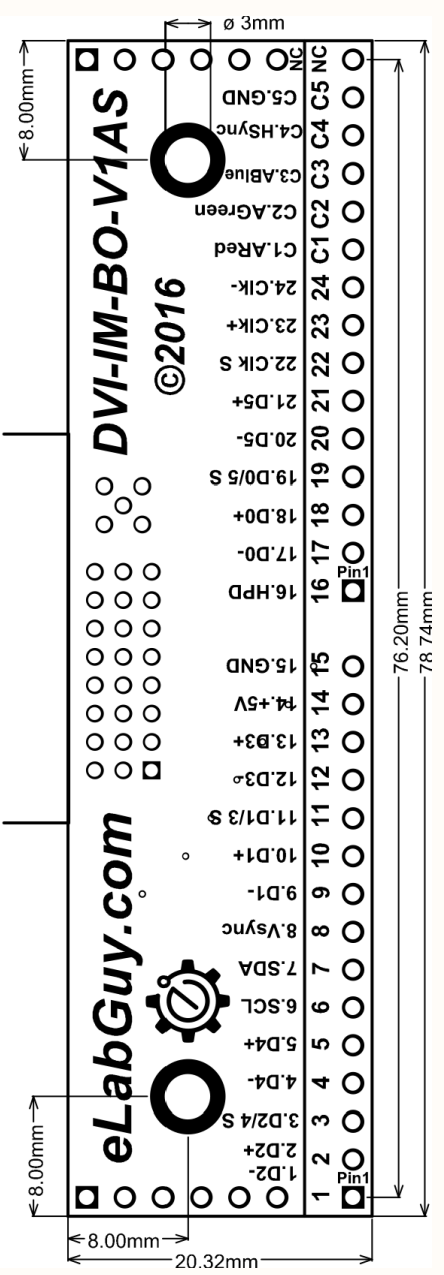 ø 3mm
8.00mm
NC NC
C5.GND C5
C4.HSync C4
C3.ABlue C3
C2.AGreen C2
C1.ARed C1
24.Clk- 24
23.Clk+ 23
22.Clk S 22
21.D5+ 21
20.D5- 20
19.D0/5 S 19
18.D0+ 18
17.D0- 17
Pin1
16.HPD 16
15.GND 15
14.+5V 14
13.D3+ 13
12.D3- 12
11.D1/3 S 11
10.D1+ 10
9.D1- 9
8.Vsync 8
7.SDA 7
6.SCL 6
5.D4+ 5
4.D4- 4
3.D2/4 S 3
2.D2+ 2
1.D2- 1
Pin1
DVI-IM-BO-V1AS
©2016
eLabGuy.com
76.20mm
78.74mm
8.00mm
8.00mm
20.32mm